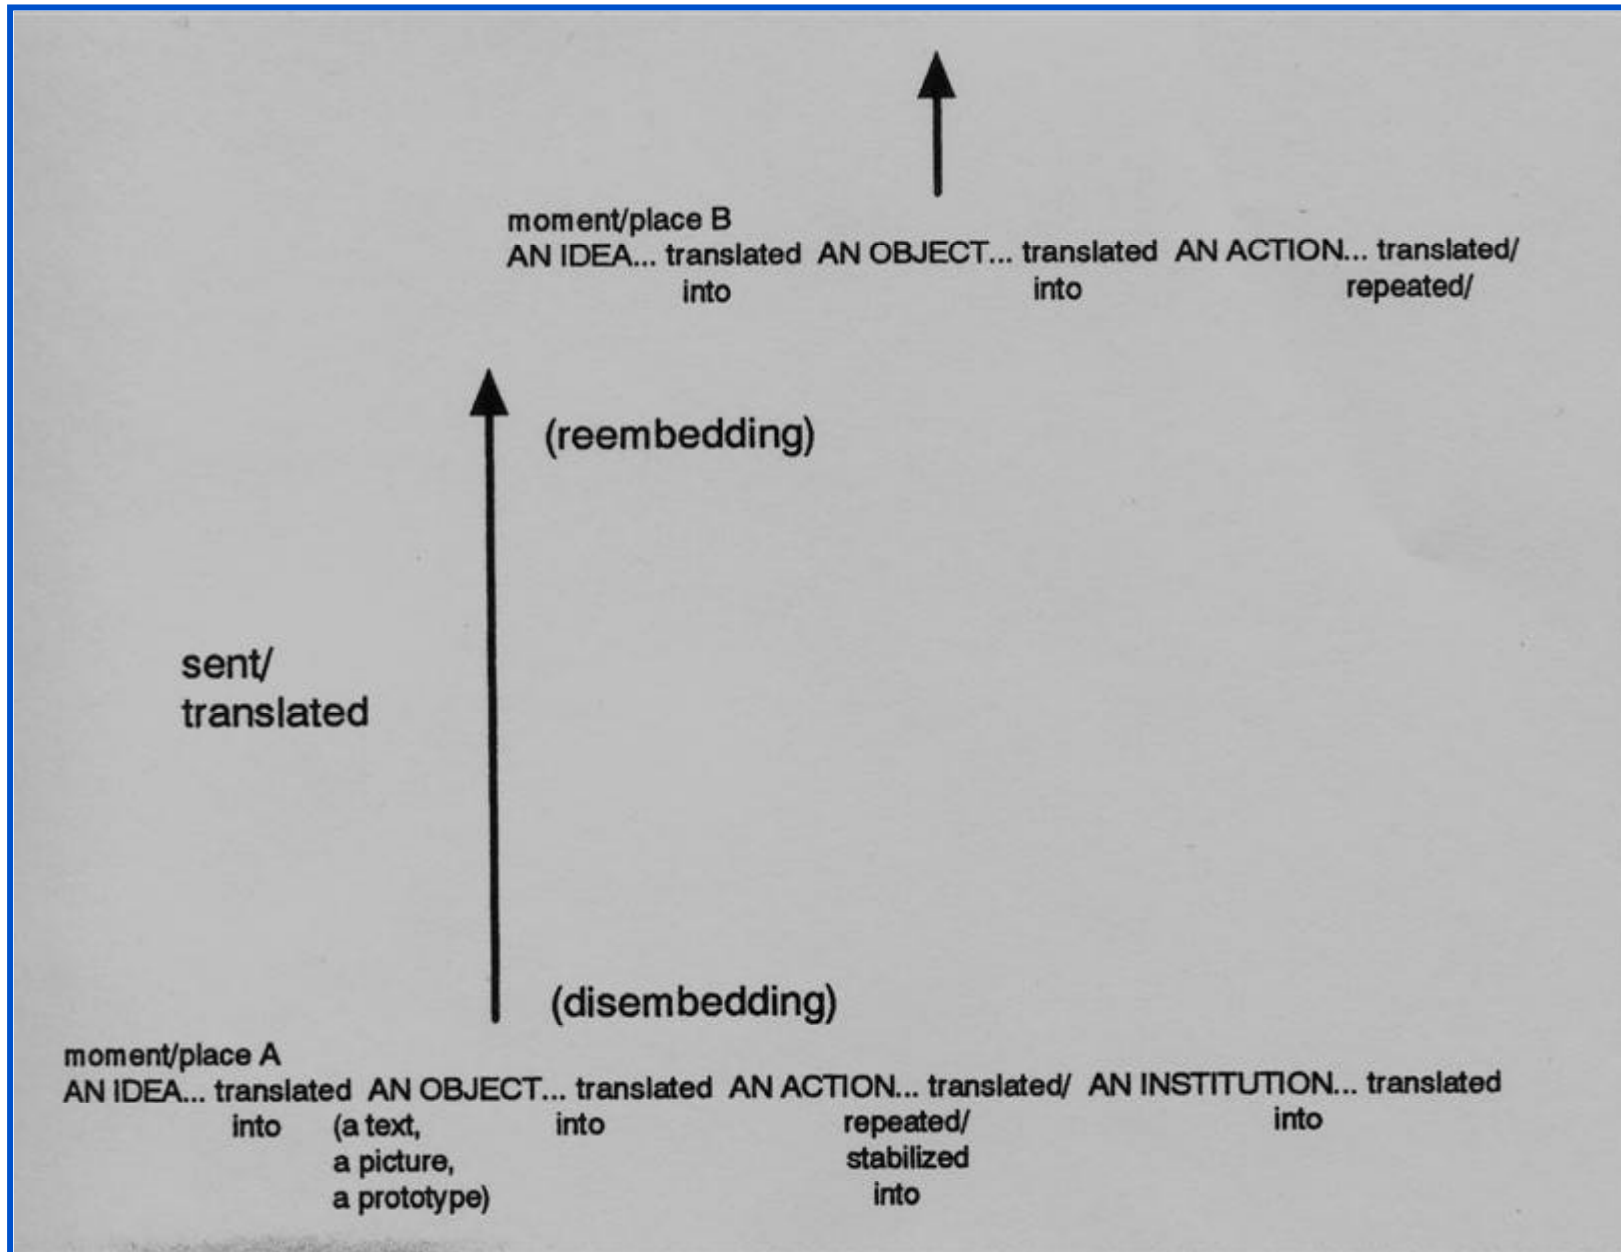 moment/place B
AN IDEA... translated AN OBJECT... translated AN ACTION... translated/
into into repeated/
(reembedding)
sent/
translated
(disembedding)
moment/place A
AN IDEA... translated AN OBJECT... translated AN ACTION... translated/ AN INSTITUTION... translated
into (a text, into repeated/ into
a picture, stabilized
a prototype) into